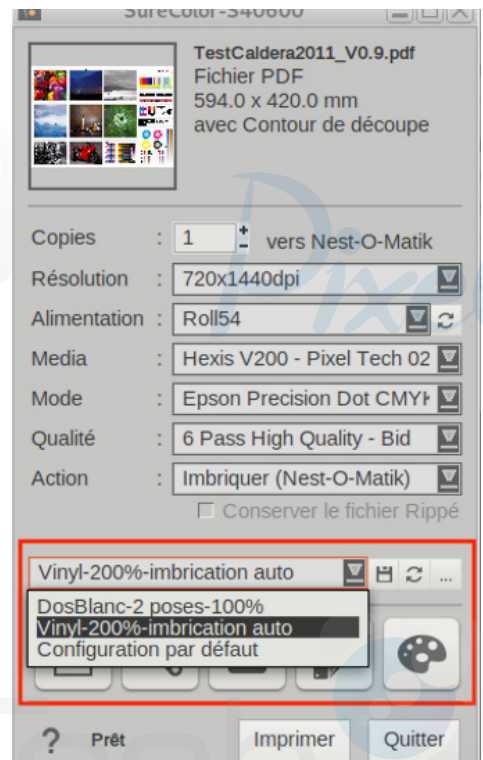 SureColor-S40600
TestCaldera2011_V0.9.pdf
Fichier PDF
594.0 x 420.0 mm
avec Contour de découpe
Copies : 1 + - vers Nest-O-Matik
Résolution : 720x1440dpi
Alimentation : Roll54
Media : Hexis V200 - Pixel Tech 02
Mode : Epson Precision Dot CMYK
Qualité : 6 Pass High Quality - Bid
Action : Imbriquer (Nest-O-Matik)
Conserver le fichier Rippé
Vinyl-200%-imbrication auto ...
DosBlanc-2 poses-100%
Vinyl-200%-imbrication auto
Configuration par défaut
? Prêt Imprimer Quitter